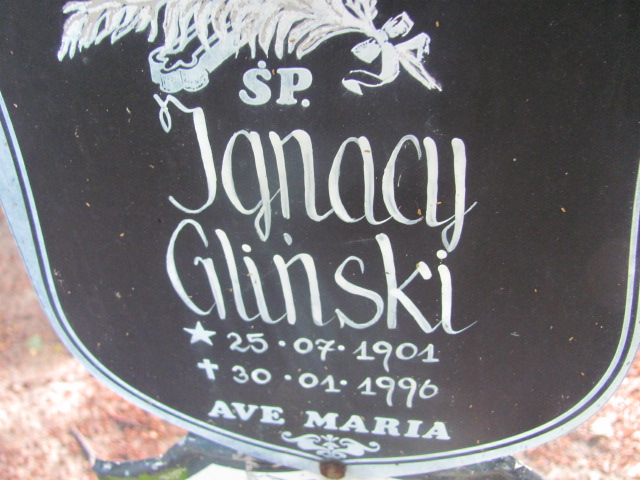 ŚP.
Ignacy
Gliński
★ 25 · 07 · 1901
✝ 30 · 01 · 1996
AVE MARIA